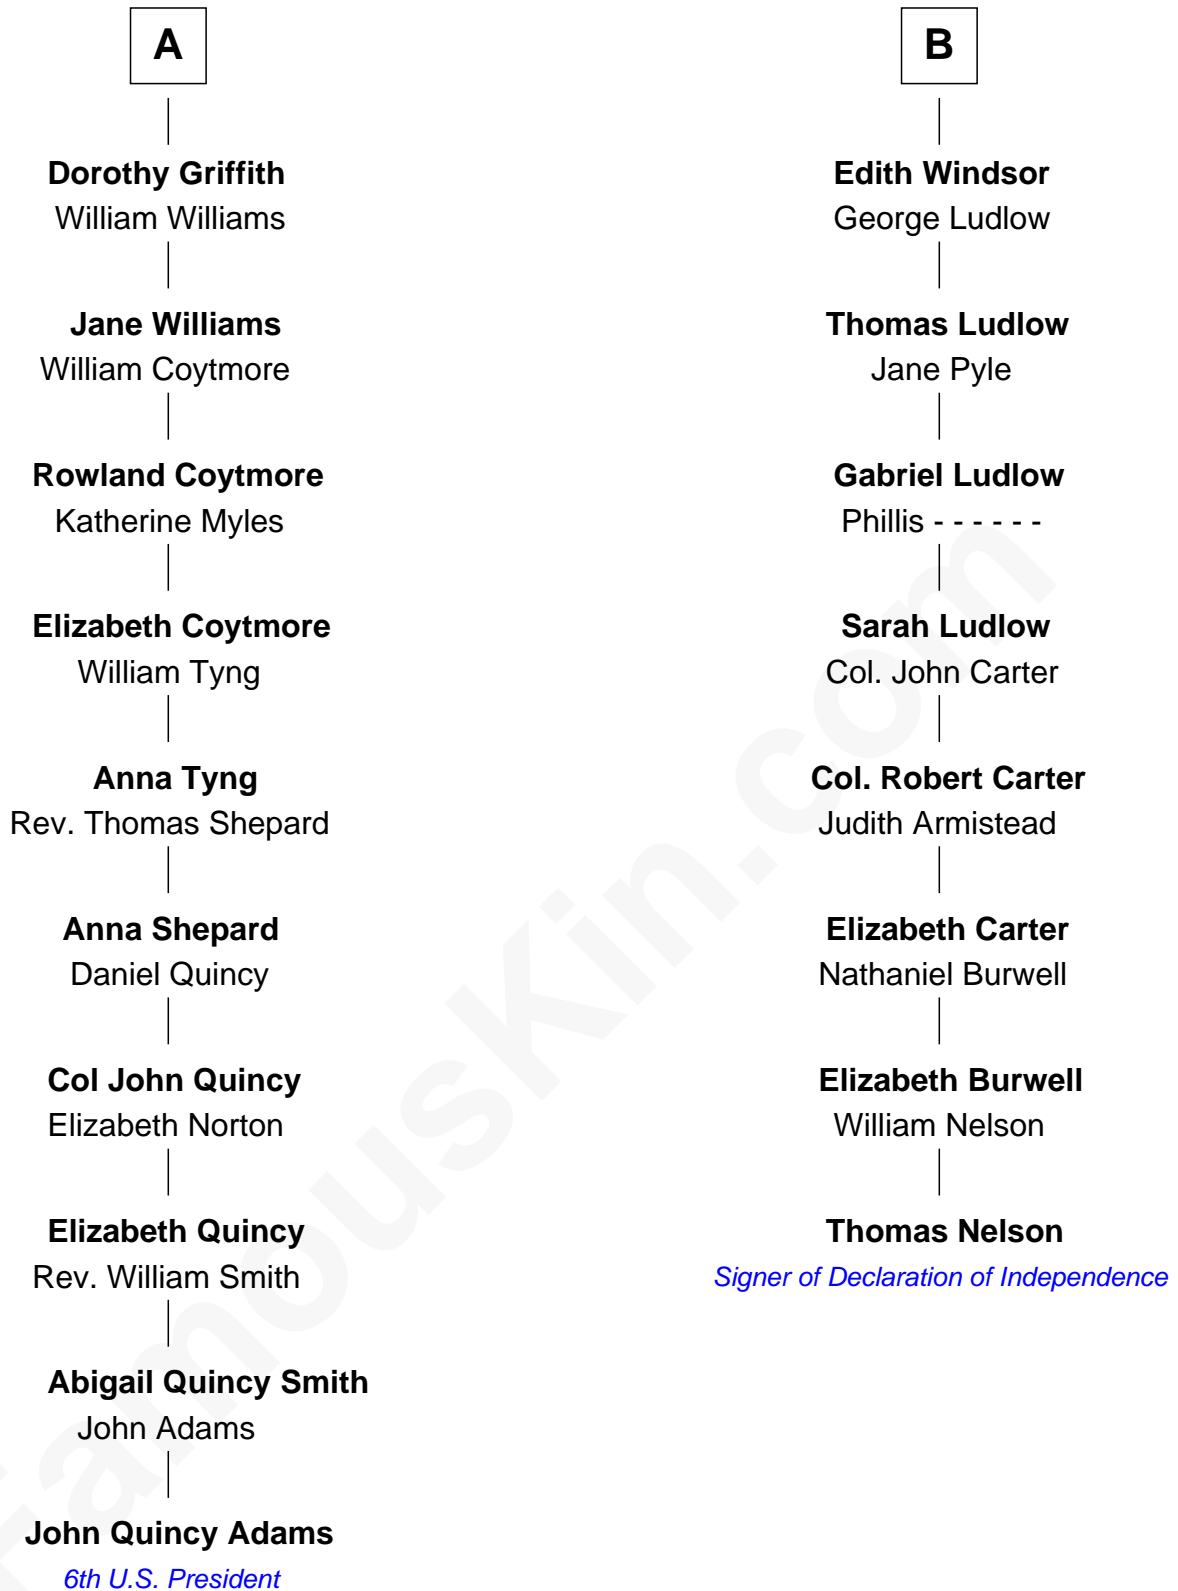 A
Dorothy Griffith
William Williams
Jane Williams
William Coytmore
Rowland Coytmore
Katherine Myles
Elizabeth Coytmore
William Tyng
Anna Tyng
Rev. Thomas Shepard
Anna Shepard
Daniel Quincy
Col John Quincy
Elizabeth Norton
Elizabeth Quincy
Rev. William Smith
Abigail Quincy Smith
John Adams
John Quincy Adams
6th U.S. President
B
Edith Windsor
George Ludlow
Thomas Ludlow
Jane Pyle
Gabriel Ludlow
Phillis - - - - - -
Sarah Ludlow
Col. John Carter
Col. Robert Carter
Judith Armistead
Elizabeth Carter
Nathaniel Burwell
Elizabeth Burwell
William Nelson
Thomas Nelson
Signer of Declaration of Independence
FamousKin.com